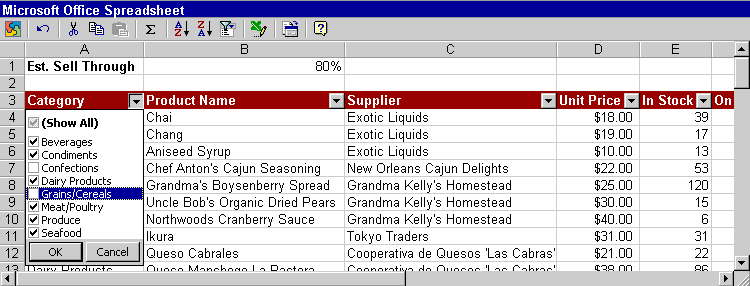 Microsoft Office Spreadsheet
A B C D E
1 Est. Sell Through 80%
2
3 Category Product Name Supplier Unit Price In Stock On
4 (Show All) Chai Exotic Liquids $18.00 39
5 Beverages Chang Exotic Liquids $19.00 17
6 Condiments Aniseed Syrup Exotic Liquids $10.00 13
7 Confections Chef Anton's Cajun Seasoning New Orleans Cajun Delights $22.00 53
Dairy Products
8 Grains/Cereals Grandma's Boysenberry Spread Grandma Kelly's Homestead $25.00 120
9 Meat/Poultry Uncle Bob's Organic Dried Pears Grandma Kelly's Homestead $30.00 15
10 Produce Northwoods Cranberry Sauce Grandma Kelly's Homestead $40.00 6
11 Seafood Ikura Tokyo Traders $31.00 31
12 OK Cancel Queso Cabrales Cooperativa de Quesos 'Las Cabras' $21.00 22
13 Dairy Products Queso Manchego La Pastora Cooperativa de Quesos 'Las Cabras' $38.00 86